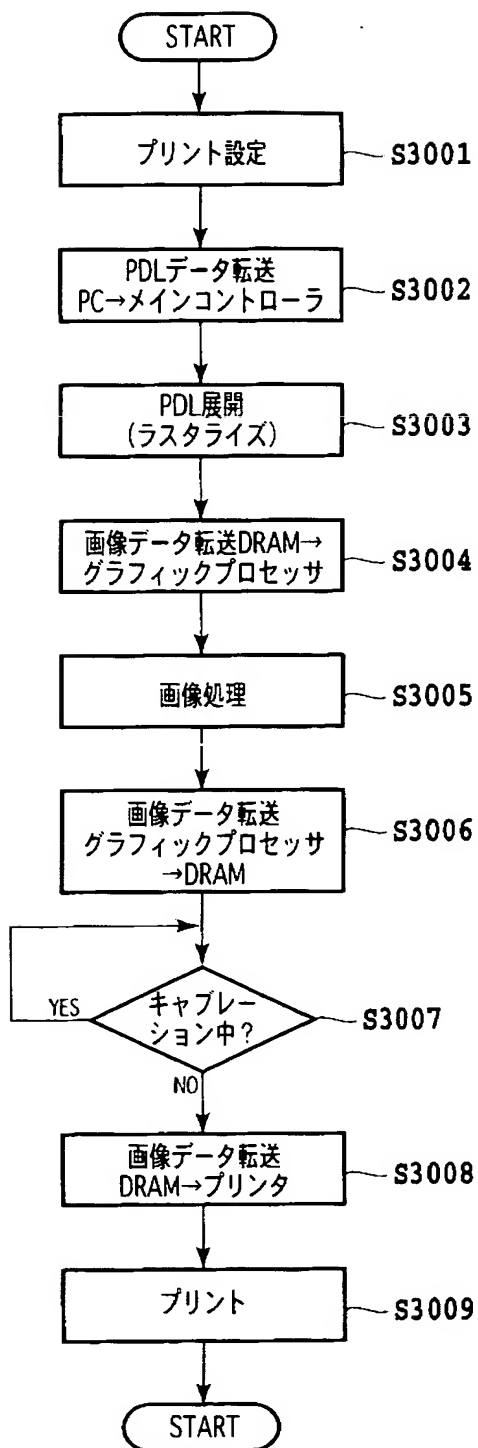 START
プリント設定
S3001
PDLデータ転送
PC→メインコントローラ
S3002
PDL展開
(ラスタライズ)
S3003
画像データ転送DRAM→
グラフィックプロセッサ
S3004
画像処理
S3005
画像データ転送
グラフィックプロセッサ
→DRAM
S3006
キャブレー
ション中?
S3007
YES
NO
画像データ転送
DRAM→プリンタ
S3008
プリント
S3009
START